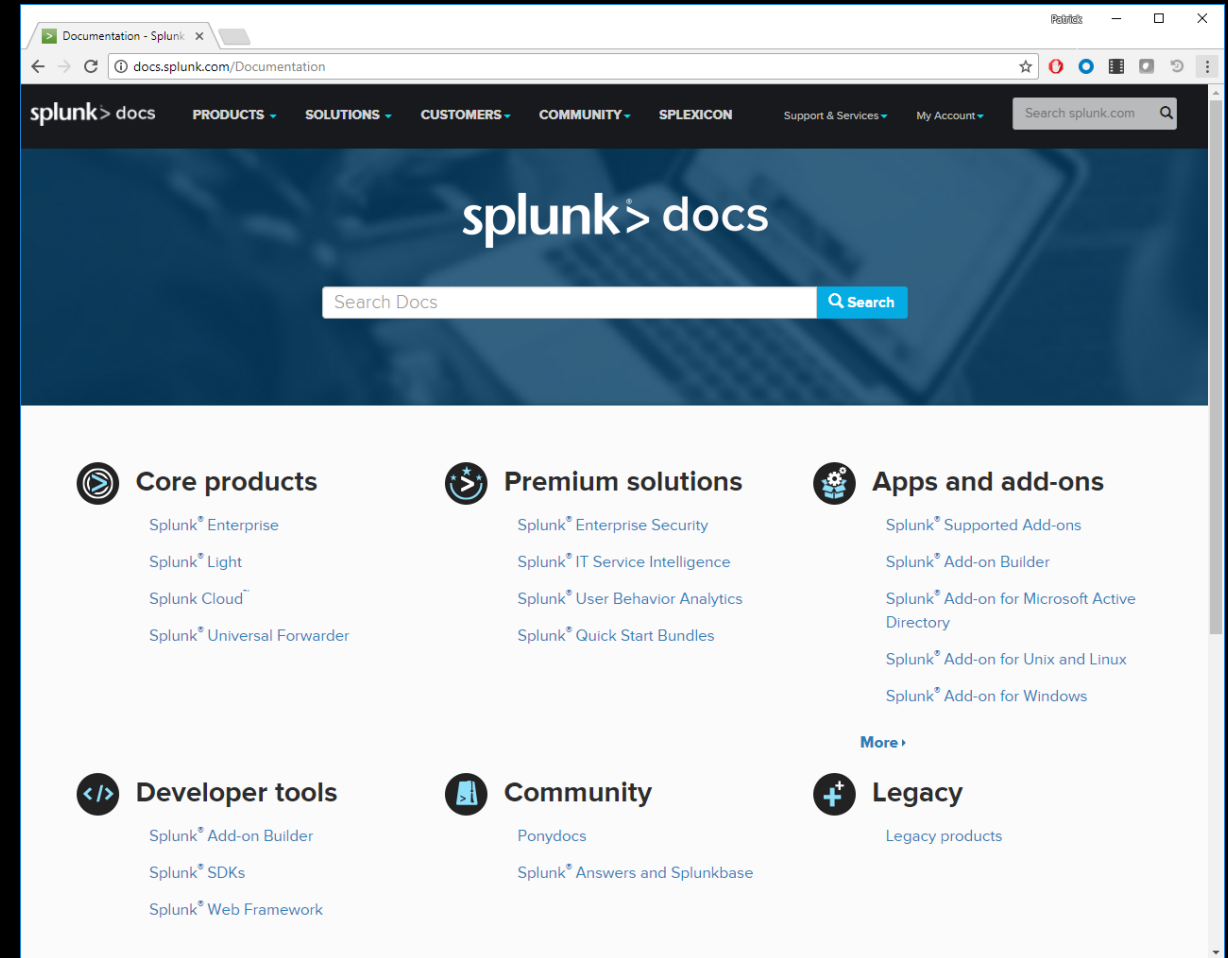 Patrick
Documentation - Splunk
docs.splunk.com/Documentation
splunk> docs PRODUCTS SOLUTIONS CUSTOMERS COMMUNITY SPLEXICON Support & Services My Account Search splunk.com
splunk> docs
Search Docs Search
Core products
Splunk® Enterprise
Splunk® Light
Splunk Cloud™
Splunk® Universal Forwarder
Premium solutions
Splunk® Enterprise Security
Splunk® IT Service Intelligence
Splunk® User Behavior Analytics
Splunk® Quick Start Bundles
Apps and add-ons
Splunk® Supported Add-ons
Splunk® Add-on Builder
Splunk® Add-on for Microsoft Active
Directory
Splunk® Add-on for Unix and Linux
Splunk® Add-on for Windows
More
Developer tools
Splunk® Add-on Builder
Splunk® SDKs
Splunk® Web Framework
Community
Ponydocs
Splunk® Answers and Splunkbase
Legacy
Legacy products